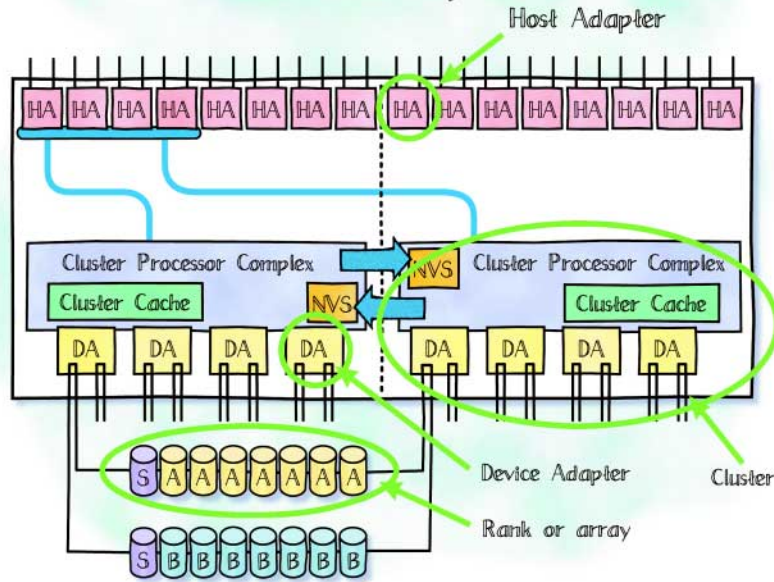 Host Adapter
HA HA HA HA HA HA HA HA HA HA HA HA HA HA HA HA
Cluster Processor Complex
NVS
Cluster Processor Complex
Cluster Cache
NVS
Cluster Cache
DA DA DA DA DA DA DA DA
S A A A A A A A
Device Adapter
Cluster
Rank or array
S B B B B B B B